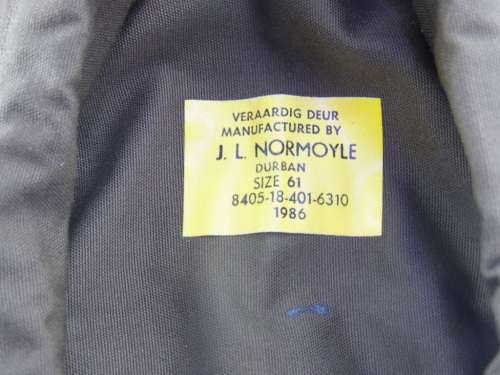 VERAARDIG DEUR
MANUFACTURED BY
J. L. NORMOYLE
DURBAN
SIZE 61
8405-18-401-6310
1986